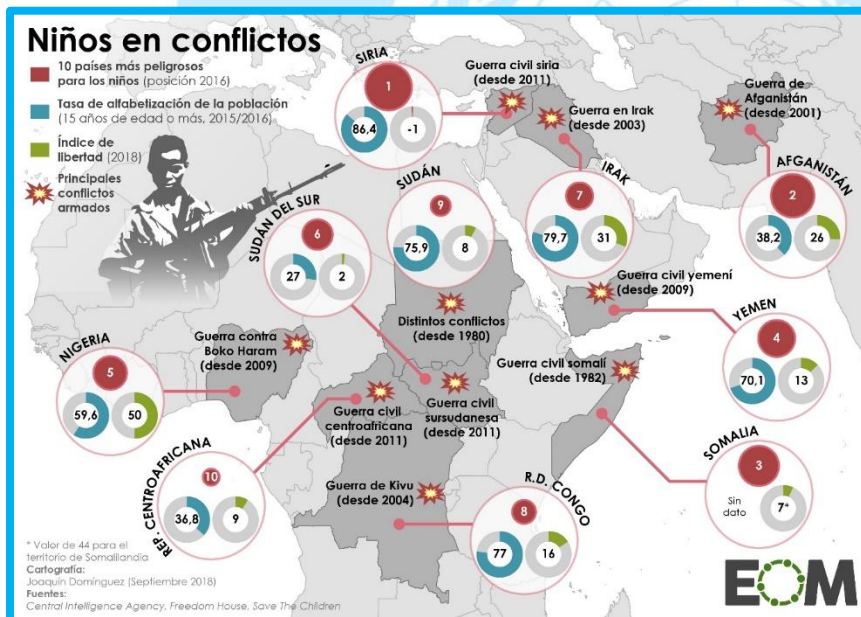 Niños en conflictos
10 países más peligrosos
para los niños (posición 2016)
Tasa de alfabetización de la población
(15 años de edad o más, 2015/2016)
Índice de
libertad (2018)
Principales
conflictos
armados
SIRIA
1
86,4
-1
Guerra civil siria
(desde 2011)
Guerra en Irak
(desde 2003)
Guerra de
Afganistán
(desde 2001)
AFGANISTÁN
2
38,2
26
IRAK
7
79,7
31
SUDÁN
9
75,9
8
SUDÁN DEL SUR
6
27
2
Distintos conflictos
(desde 1980)
Guerra civil yemení
(desde 2009)
YEMEN
4
70,1
13
NIGERIA
5
59,6
50
Guerra contra
Boko Haram
(desde 2009)
Guerra civil somalí
(desde 1982)
Guerra civil
centroafricana
(desde 2011)
Guerra civil
sursudanesa
(desde 2011)
SOMALIA
3
Sin
dato
7*
REP. CENTROAFRICANA
10
36,8
9
Guerra de Kivu
(desde 2004)
R.D. CONGO
8
77
16
* Valor de 44 para el
territorio de Somalilandia
Cartografía:
Joaquín Domínguez (Septiembre 2018)
Fuentes:
Central Intelligence Agency, Freedom House, Save The Children
EOM